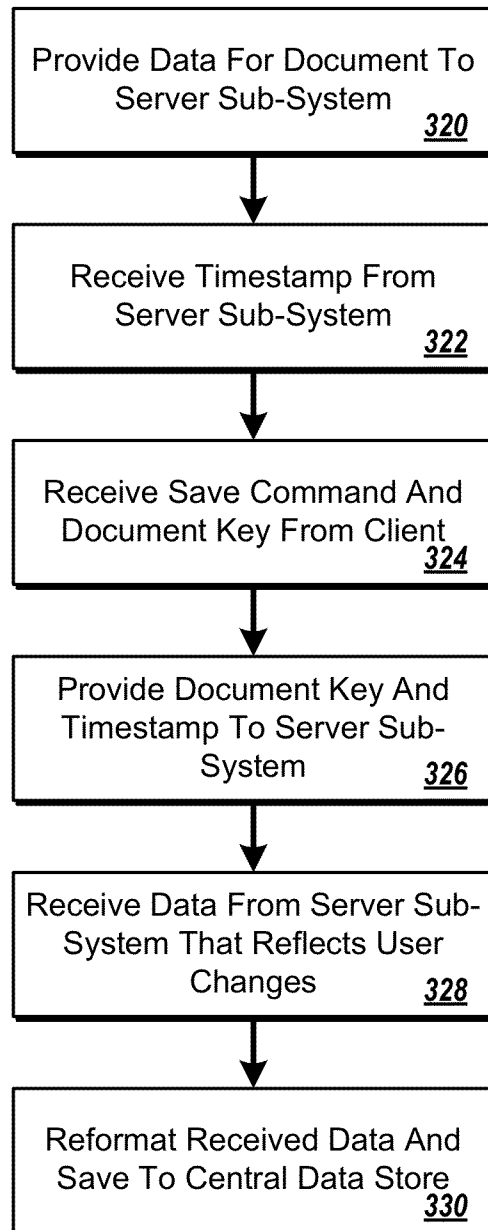 Provide Data For Document To
Server Sub-System
320
Receive Timestamp From
Server Sub-System
322
Receive Save Command And
Document Key From Client
324
Provide Document Key And
Timestamp To Server Sub-
System
326
Receive Data From Server Sub-
System That Reflects User
Changes
328
Reformat Received Data And
Save To Central Data Store
330